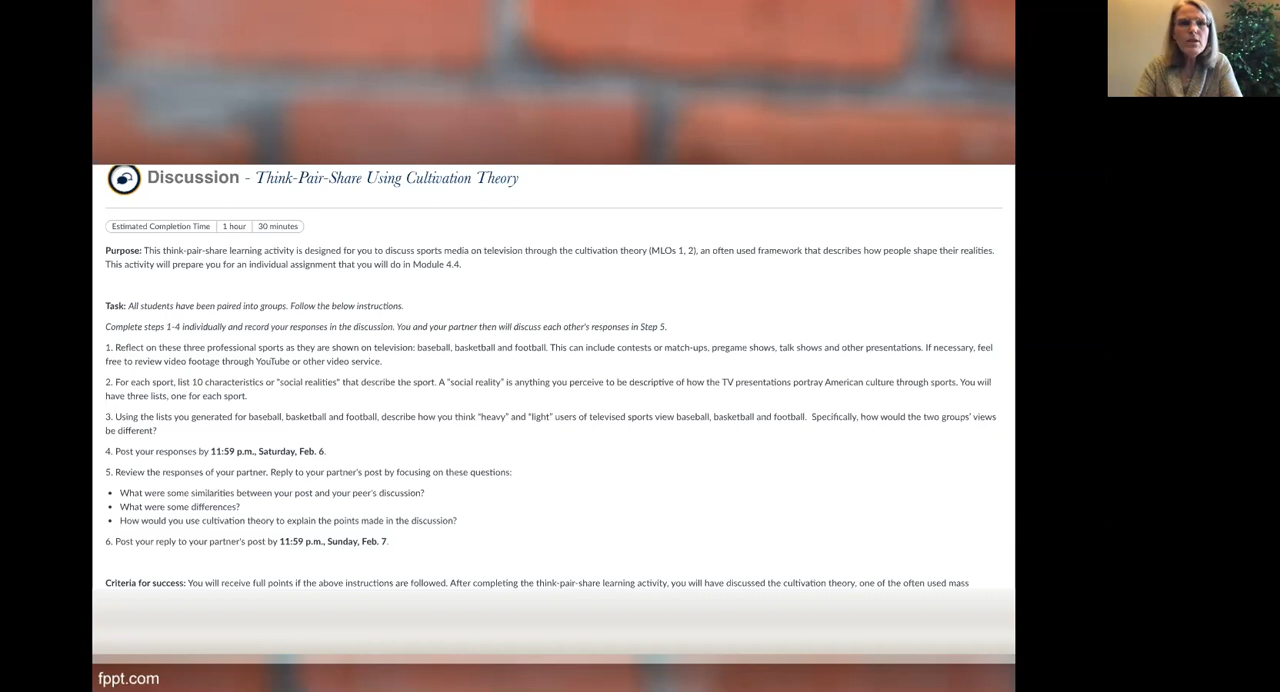 Discussion - Think-Pair-Share Using Cultivation Theory
Estimated Completion Time 1 hour 30 minutes
Purpose: This think-pair-share learning activity is designed for you to discuss sports media on television through the cultivation theory (MLOs 1, 2), an often used framework that describes how people shape their realities.
This activity will prepare you for an individual assignment that you will do in Module 4.4.
Task: All students have been paired into groups. Follow the below instructions.
Complete steps 1-4 individually and record your responses in the discussion. You and your partner then will discuss each other's responses in Step 5.
1. Reflect on these three professional sports as they are shown on television: baseball, basketball and football. This can include contests or match-ups, pregame shows, talk shows and other presentations. If necessary, feel
free to review video footage through YouTube or other video service.
2. For each sport, list 10 characteristics or "social realities" that describe the sport. A "social reality" is anything you perceive to be descriptive of how the TV presentations portray American culture through sports. You will
have three lists, one for each sport.
3. Using the lists you generated for baseball, basketball and football, describe how you think "heavy" and "light" users of televised sports view baseball, basketball and football. Specifically, how would the two groups' views
be different?
4. Post your responses by 11:59 p.m., Saturday, Feb. 6.
5. Review the responses of your partner. Reply to your partner's post by focusing on these questions:
• What were some similarities between your post and your peer's discussion?
• What were some differences?
• How would you use cultivation theory to explain the points made in the discussion?
6. Post your reply to your partner's post by 11:59 p.m., Sunday, Feb. 7.
Criteria for success: You will receive full points if the above instructions are followed. After completing the think-pair-share learning activity, you will have discussed the cultivation theory, one of the often used mass
fppt.com